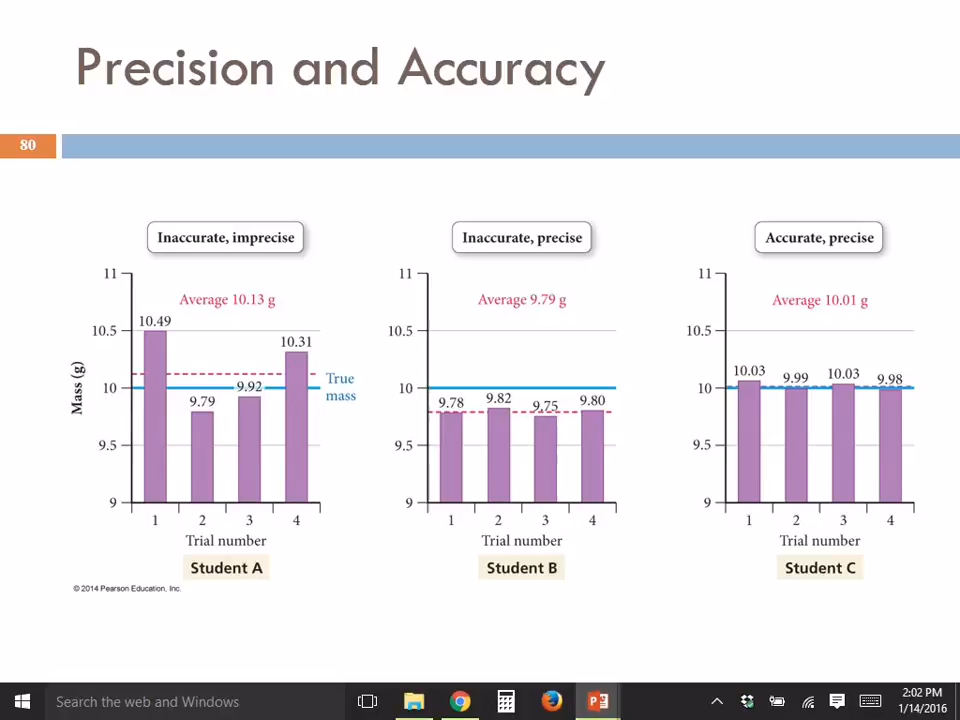 Precision and Accuracy
80
Inaccurate, imprecise
Inaccurate, precise
Accurate, precise
Mass (g)
11
10.5
10
9.5
9
Average 10.13 g
10.49
9.79
9.92
10.31
True
mass
1 2 3 4
Trial number
Student A
11
10.5
10
9.5
9
Average 9.79 g
9.78
9.82
9.75
9.80
1 2 3 4
Trial number
Student B
11
10.5
10
9.5
9
Average 10.01 g
10.03
9.99
10.03
9.98
1 2 3 4
Trial number
Student C
© 2014 Pearson Education, Inc.
Search the web and Windows
2:02 PM
1/14/2016